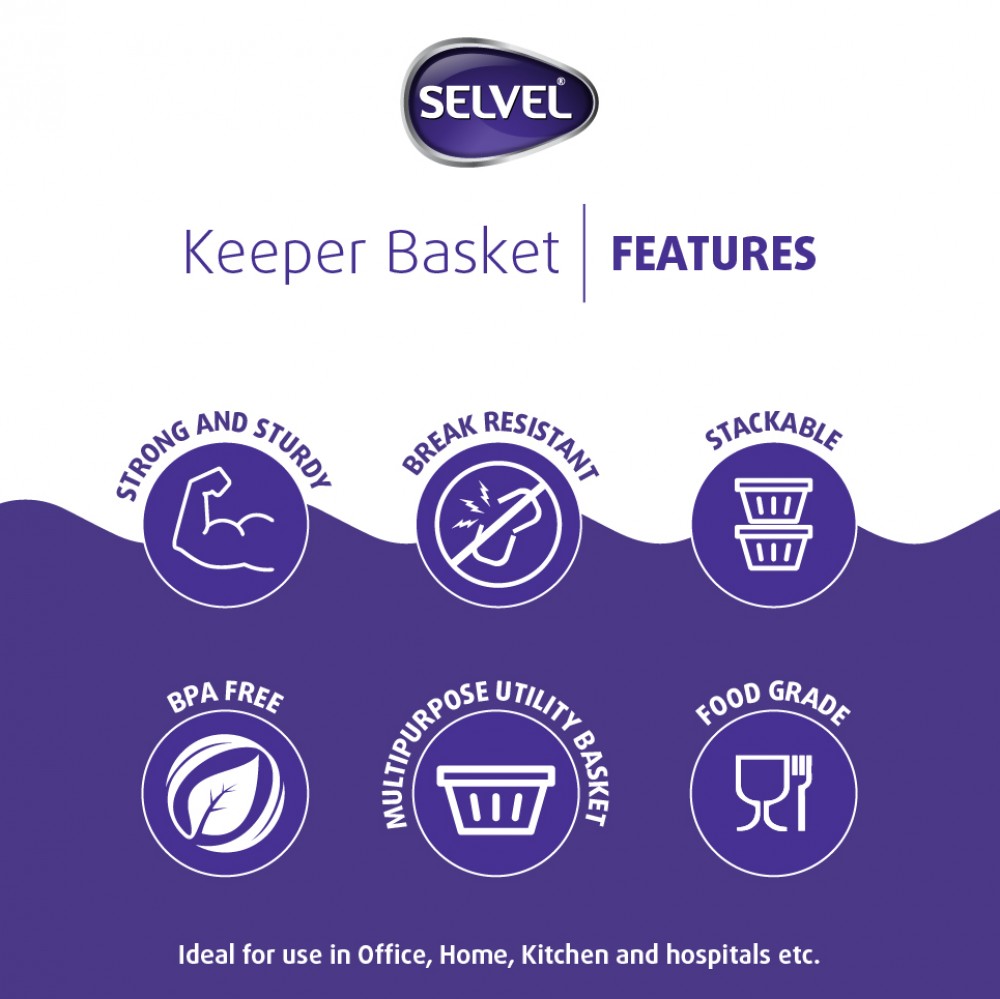 SELVEL®
Keeper Basket | FEATURES
STRONG AND STURDY
BREAK RESISTANT
STACKABLE
BPA FREE
MULTIPURPOSE UTILITY BASKET
FOOD GRADE
Ideal for use in Office, Home, Kitchen and hospitals etc.